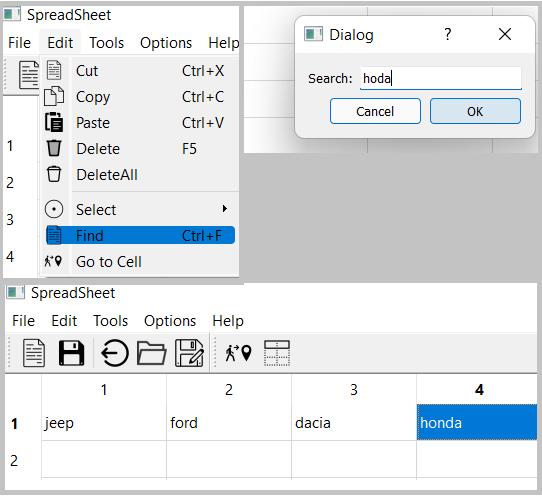 SpreadSheet
File Edit Tools Options Help
Cut Ctrl+X
Copy Ctrl+C
Paste Ctrl+V
Delete F5
DeleteAll
Select
Find Ctrl+F
Go to Cell
1
2
3
4
Dialog ?
Search: hoda
Cancel OK
SpreadSheet
File Edit Tools Options Help
1 2 3 4
1 jeep ford dacia honda
2